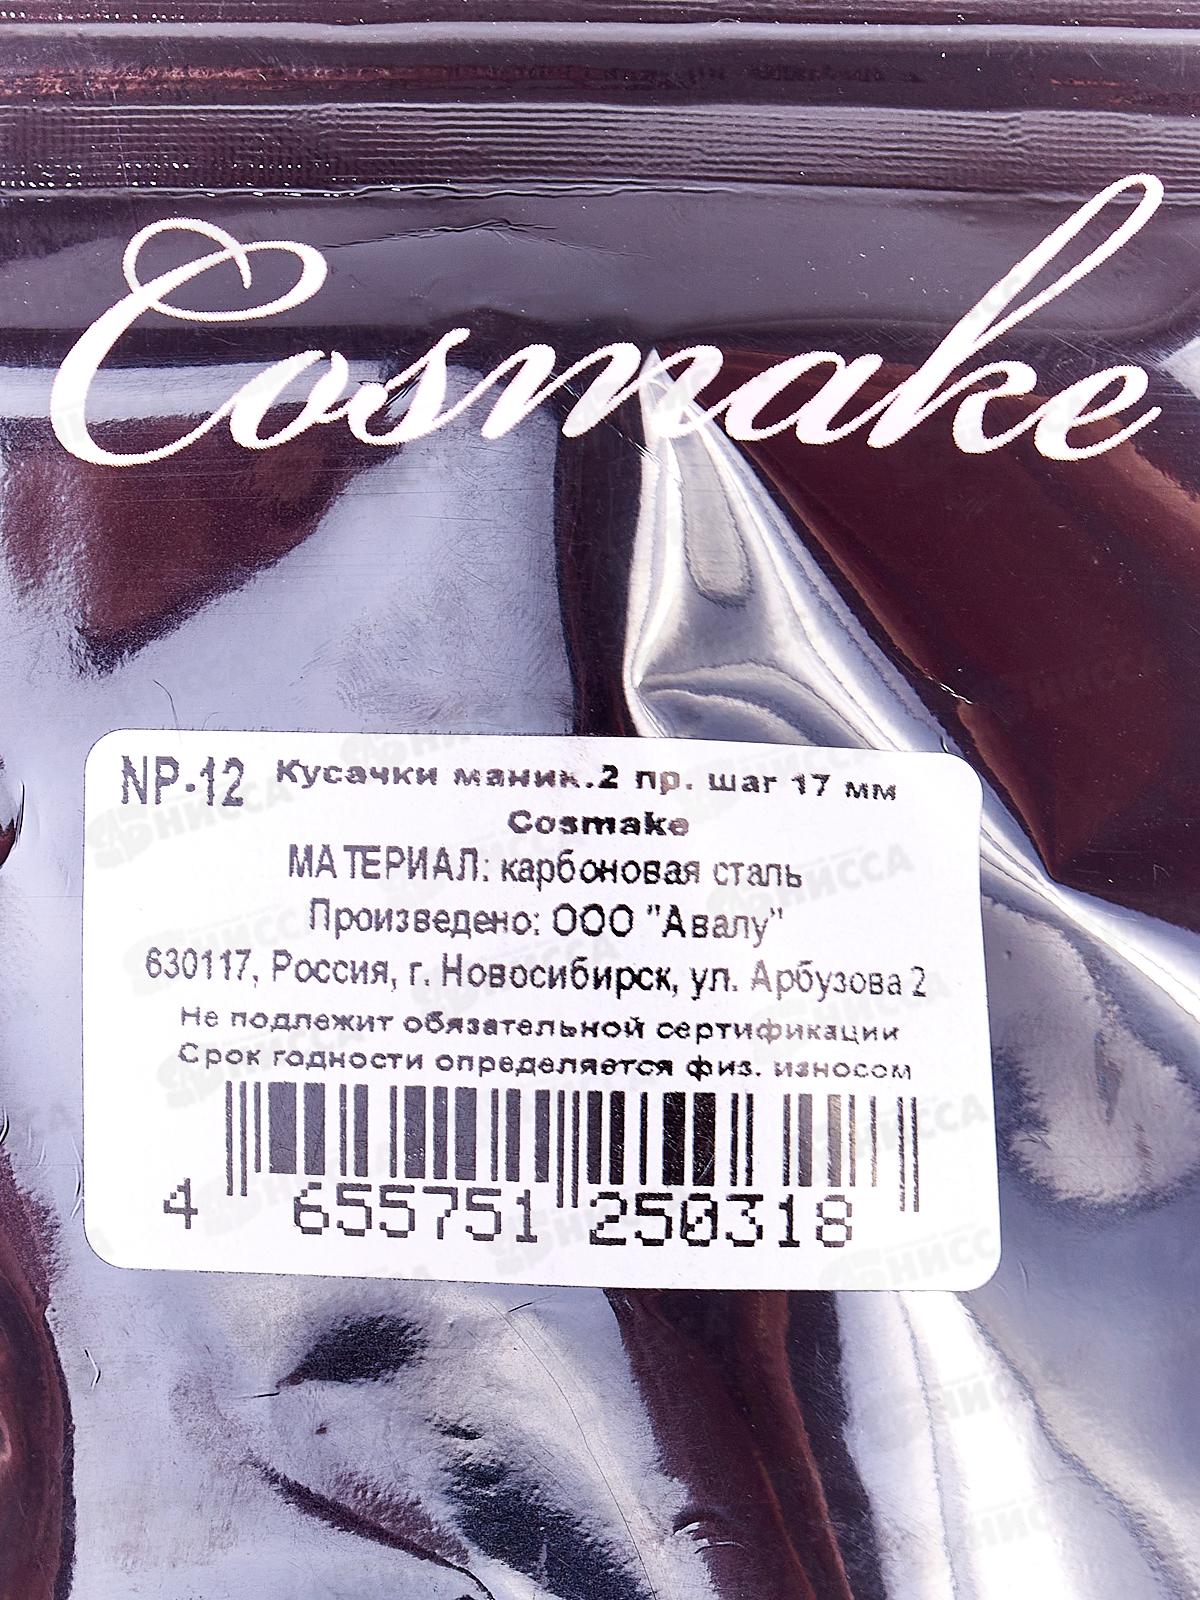 Cosmake
NP-12 Кусачки маник.2 пр. шаг 17 мм
Cosmake
МАТЕРИАЛ: карбоновая сталь
Произведено: ООО "Авалу"
630117, Россия, г. Новосибирск, ул. Арбузова 2
Не подлежит обязательной сертификации
Срок годности определяется физ. износом
4 655751 250318